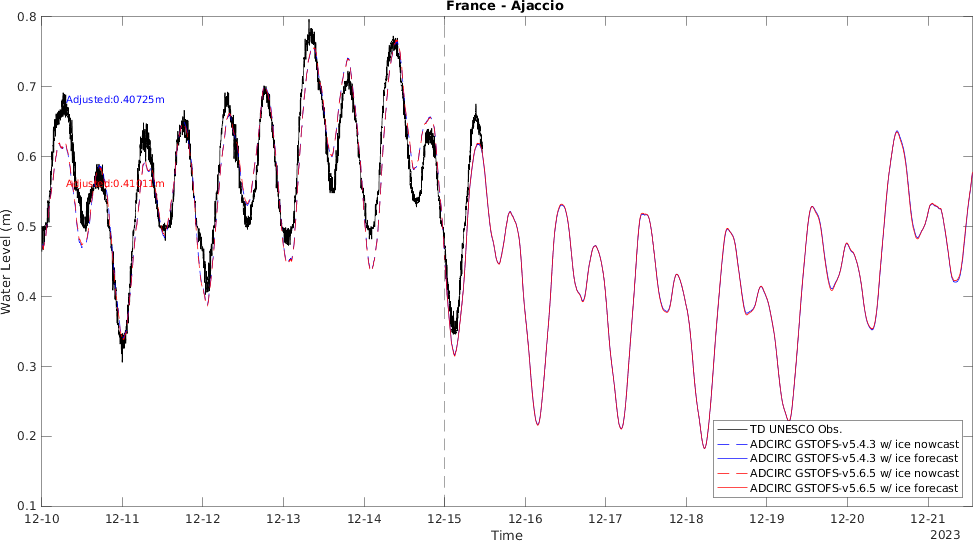 France - Ajaccio
0.8
0.7
0.6
0.5
0.4
0.3
0.2
0.1
Water Level (m)
Adjusted:0.40725m
TD UNESCO Obs.
ADCIRC GSTOFS-v5.4.3 w/ ice nowcast
ADCIRC GSTOFS-v5.4.3 w/ ice forecast
ADCIRC GSTOFS-v5.6.5 w/ ice nowcast
ADCIRC GSTOFS-v5.6.5 w/ ice forecast
12-10 12-11 12-12 12-13 12-14 12-15 12-16 12-17 12-18 12-19 12-20 12-21
Time
2023